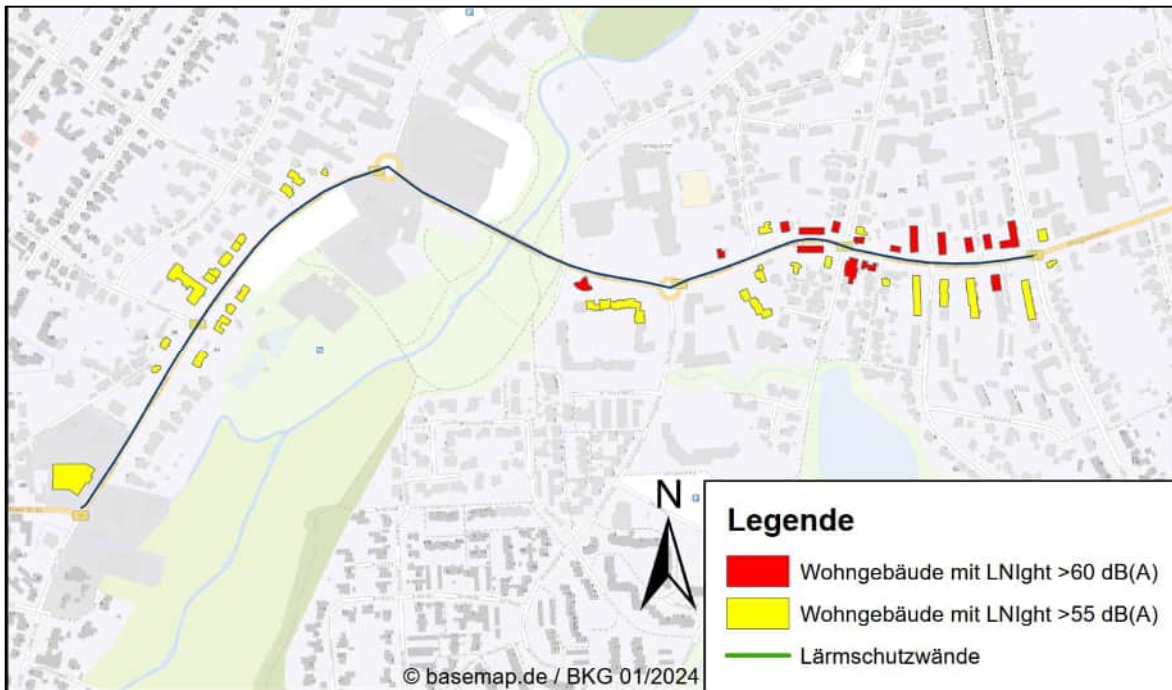 N
Legende
Wohngebäude mit LNIght >60 dB(A)
Wohngebäude mit LNIght >55 dB(A)
Lärmschutzwände
© basemap.de / BKG 01/2024